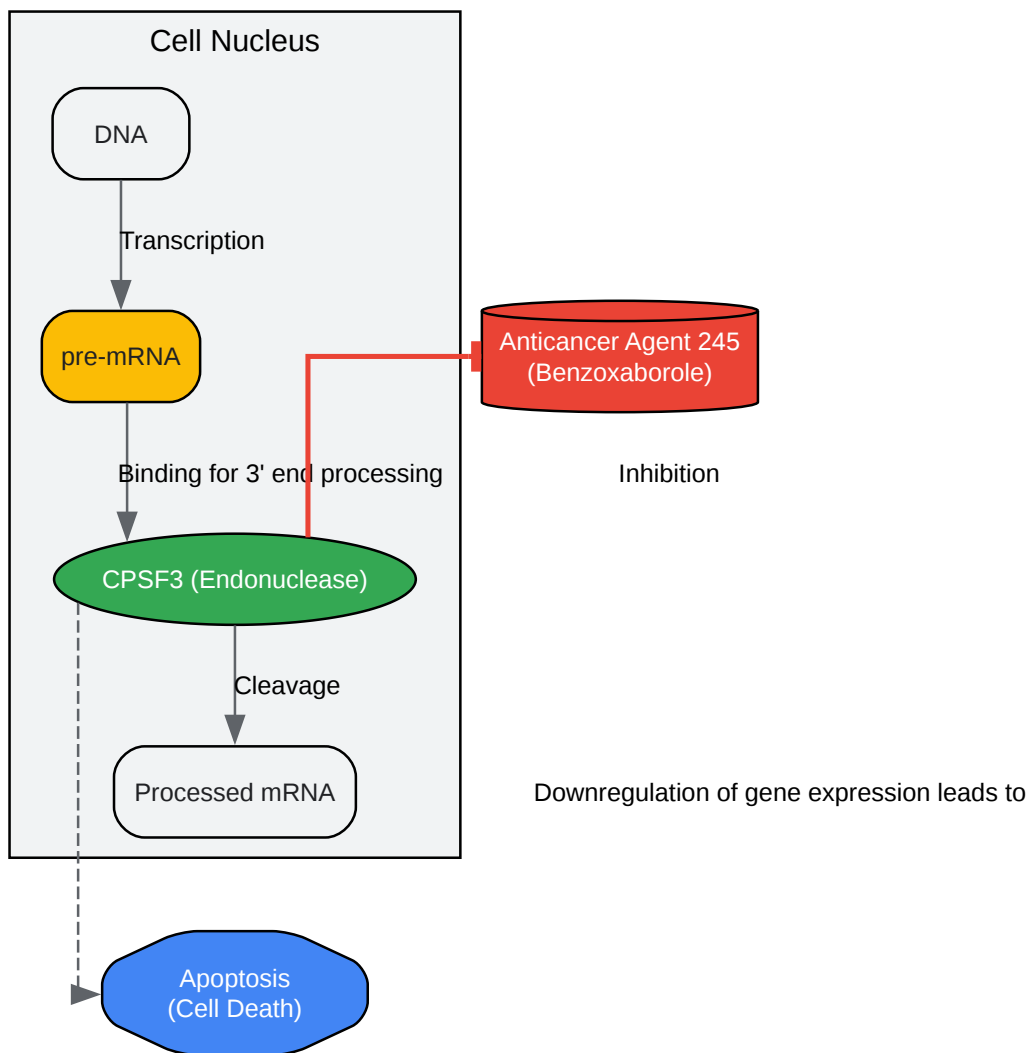 Cell Nucleus
DNA
Transcription
pre-mRNA
Anticancer Agent 245
(Benzoxaborole)
Binding for 3' end processing
Inhibition
CPSF3 (Endonuclease)
Cleavage
Processed mRNA
Downregulation of gene expression leads to
Apoptosis
(Cell Death)